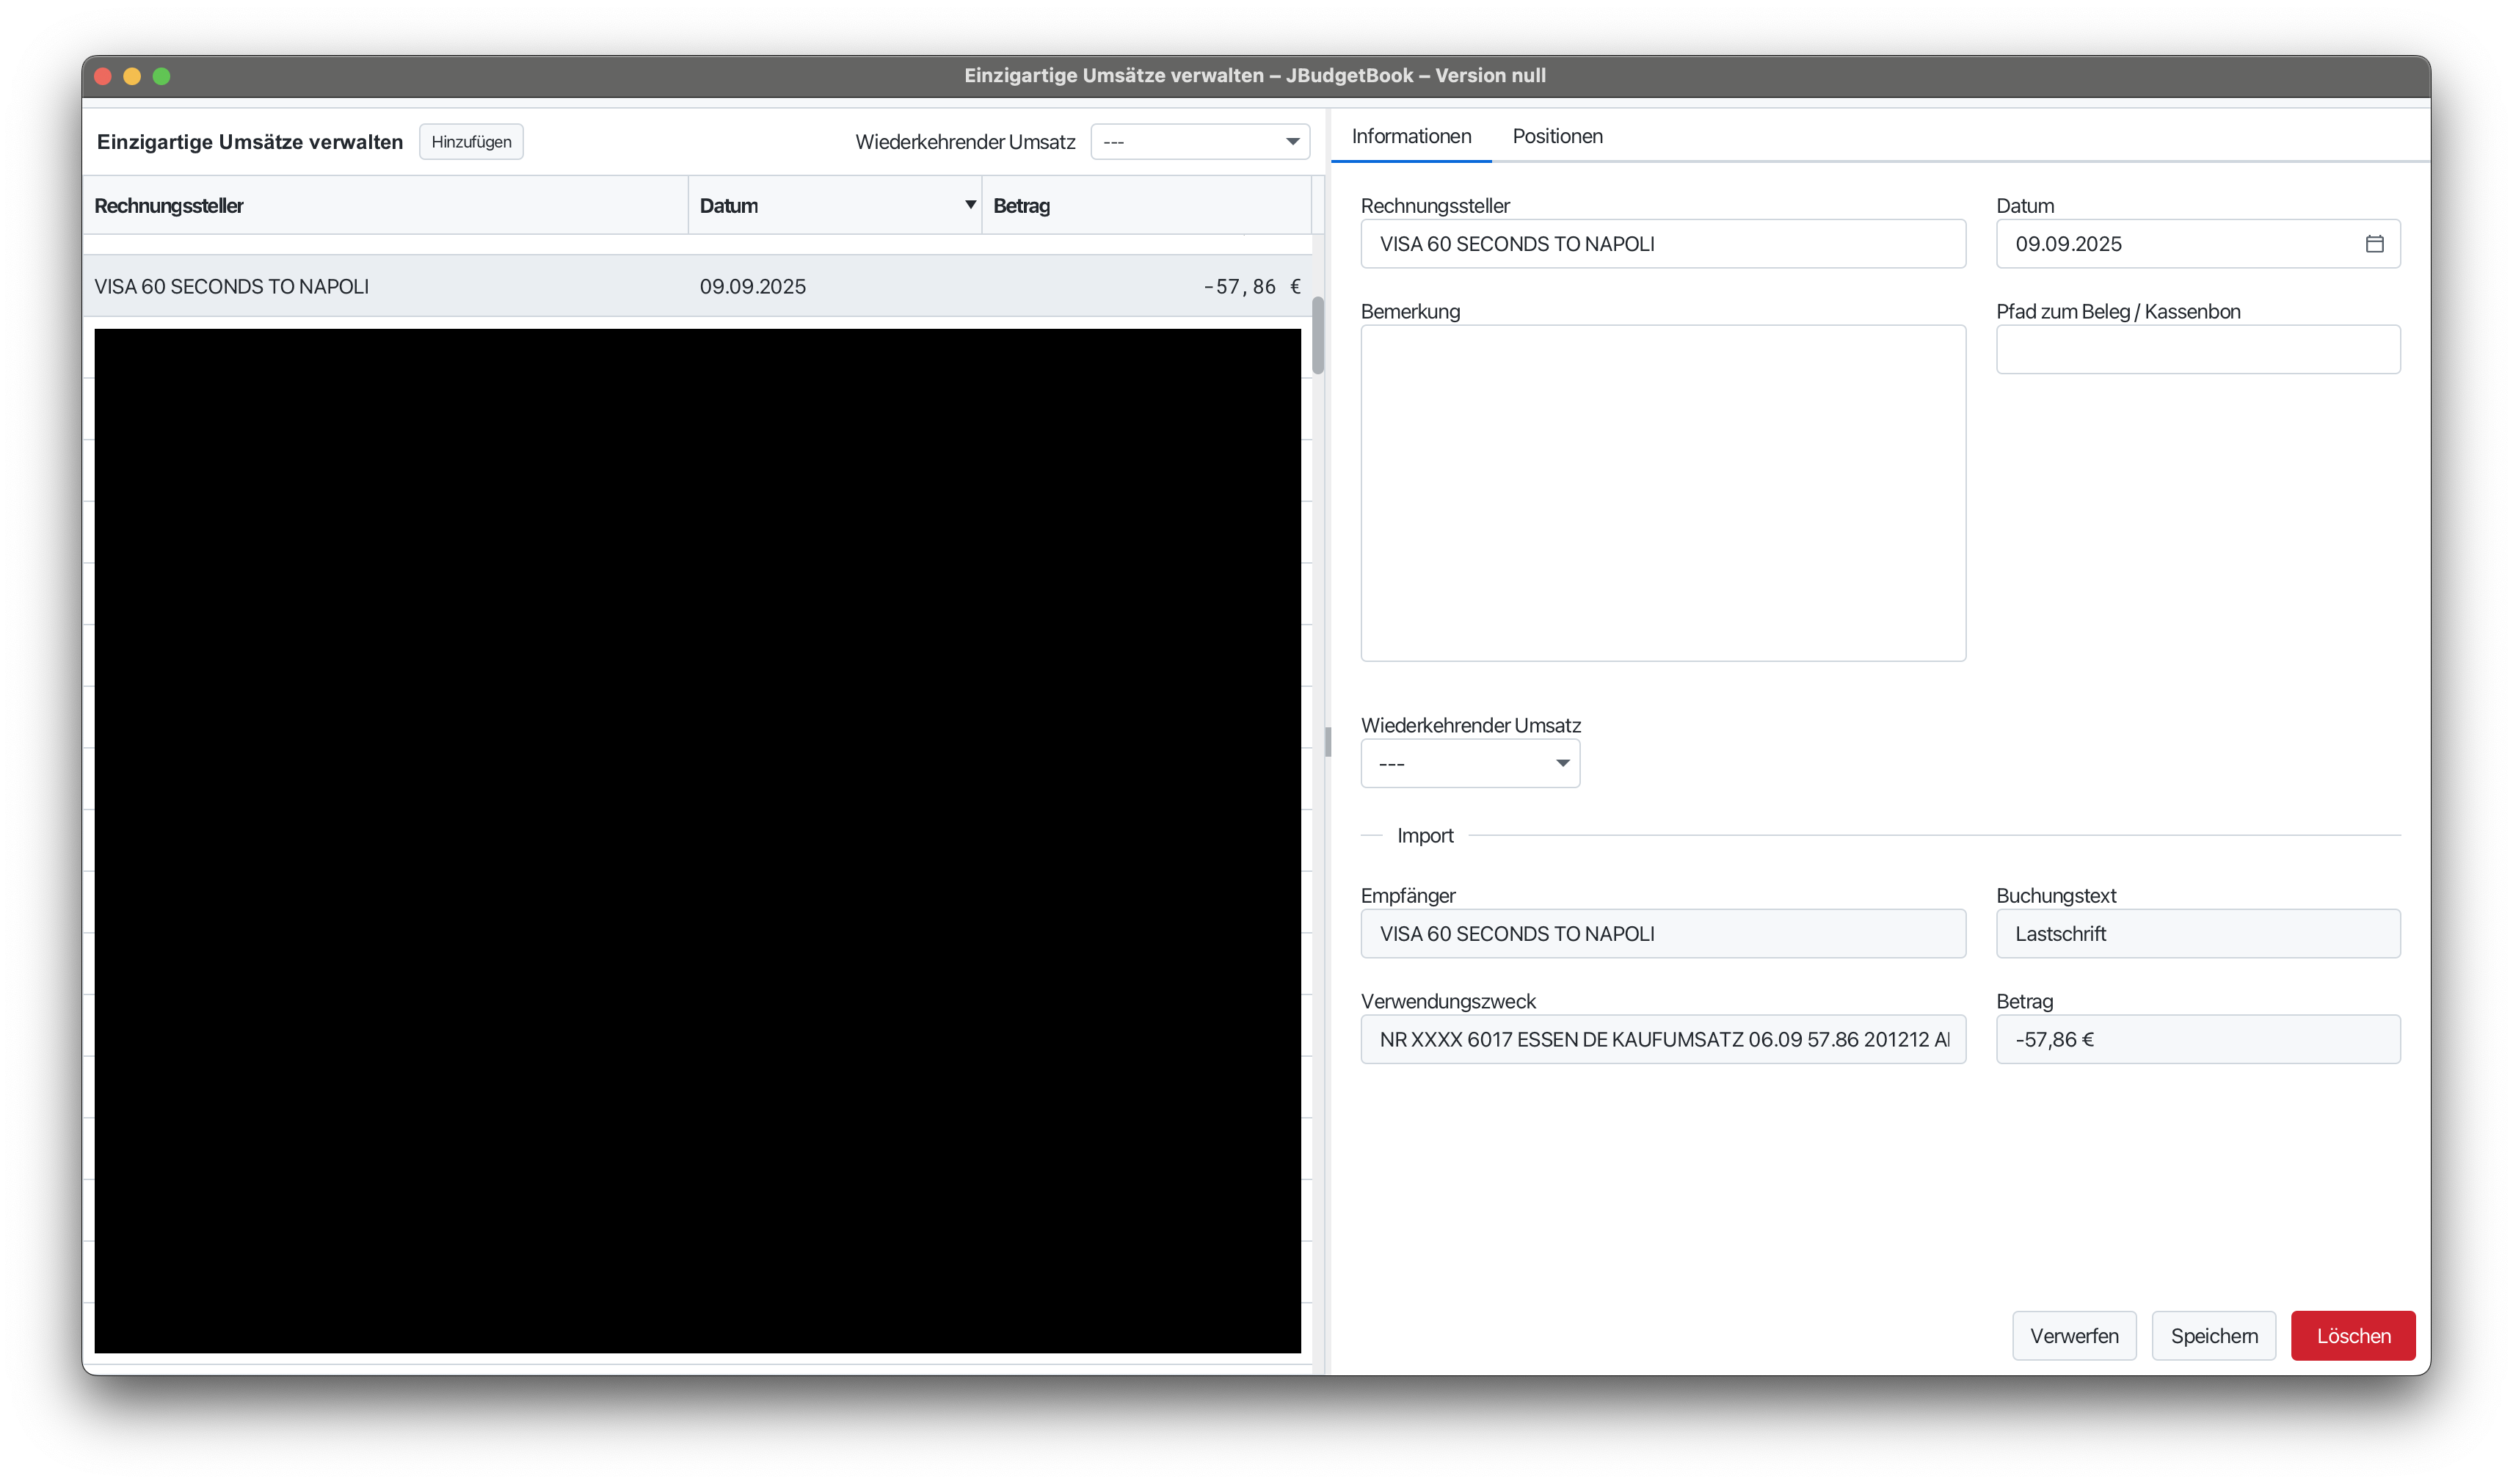 Einzigartige Umsätze verwalten – JBudgetBook – Version null
Einzigartige Umsätze verwalten
Hinzufügen
Wiederkehrender Umsatz
---
Rechnungssteller
Datum
Betrag
VISA 60 SECONDS TO NAPOLI
09.09.2025
-57,86 €
Informationen
Positionen
Rechnungssteller
Datum
VISA 60 SECONDS TO NAPOLI
09.09.2025
Bemerkung
Pfad zum Beleg / Kassenbon
Wiederkehrender Umsatz
---
Import
Empfänger
Buchungstext
VISA 60 SECONDS TO NAPOLI
Lastschrift
Verwendungszweck
Betrag
NR XXXX 6017 ESSEN DE KAUFUMSATZ 06.09 57.86 201212
-57,86 €
Verwerfen
Speichern
Löschen